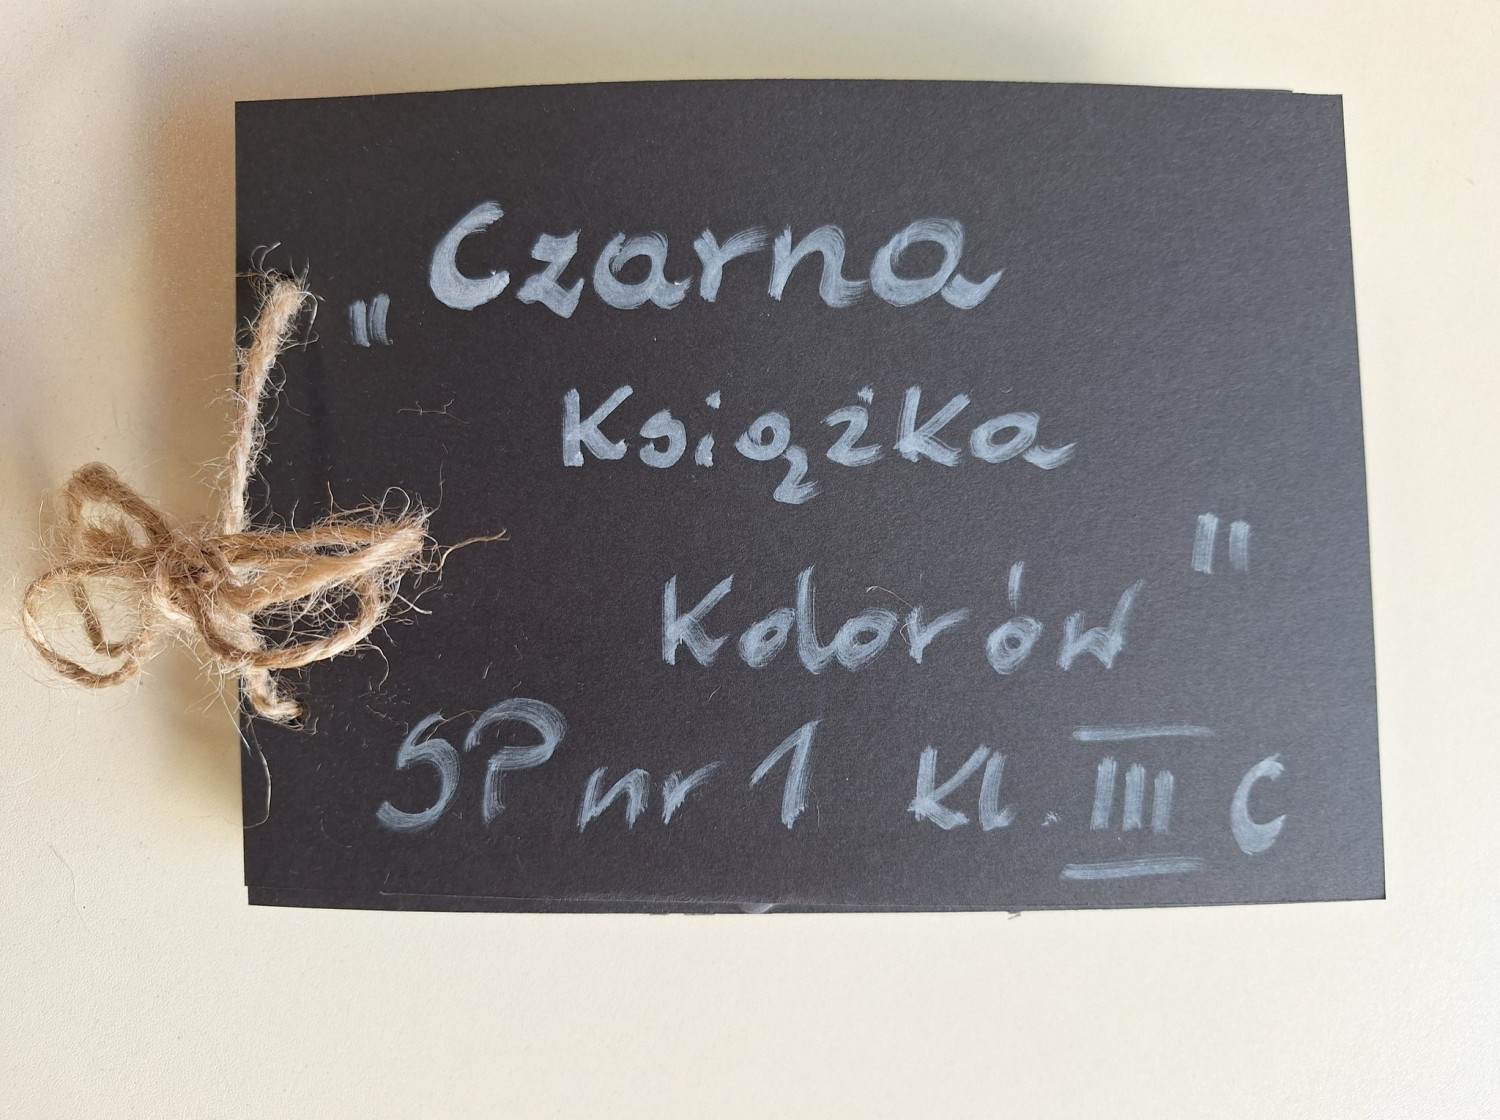 „Czarna
Książka
Kolorów"
SP nr 1 Kl. III C